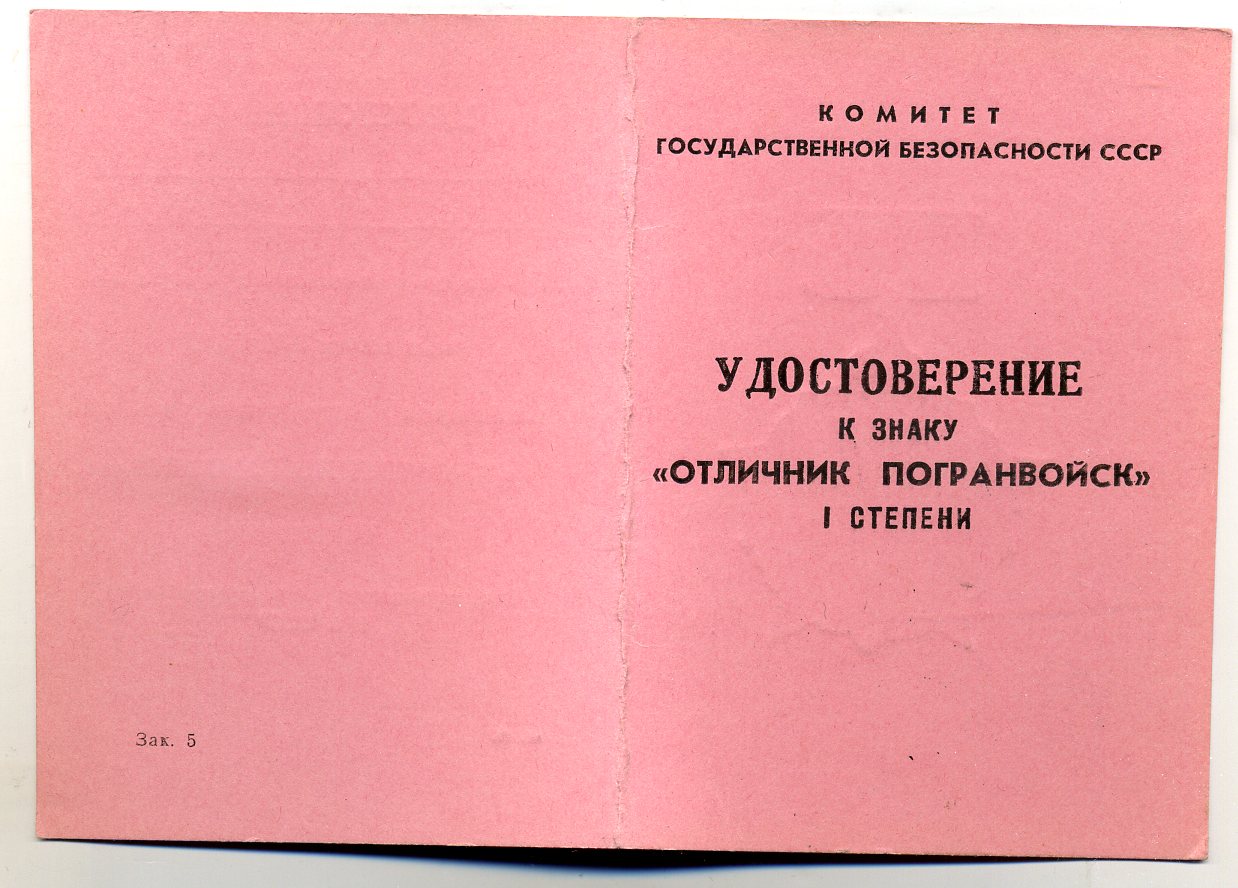 КОМИТЕТ
ГОСУДАРСТВЕННОЙ БЕЗОПАСНОСТИ СССР
УДОСТОВЕРЕНИЕ
К ЗНАКУ
«ОТЛИЧНИК ПОГРАНВОЙСК»
I СТЕПЕНИ
Зак. 5